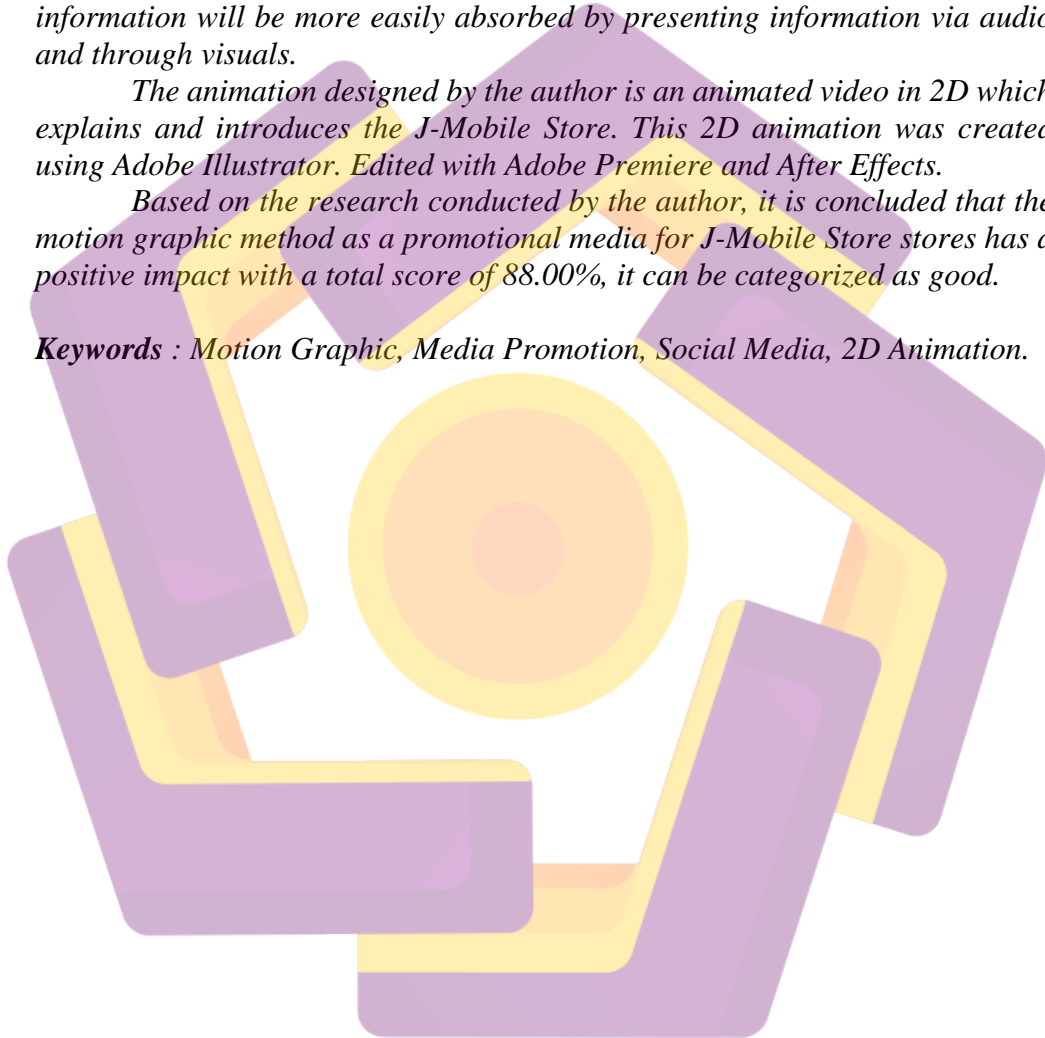 information will be more easily absorbed by presenting information via audio
and through visuals.
The animation designed by the author is an animated video in 2D which
explains and introduces the J-Mobile Store. This 2D animation was created
using Adobe Illustrator. Edited with Adobe Premiere and After Effects.
Based on the research conducted by the author, it is concluded that the
motion graphic method as a promotional media for J-Mobile Store stores has a
positive impact with a total score of 88.00%, it can be categorized as good.
Keywords : Motion Graphic, Media Promotion, Social Media, 2D Animation.